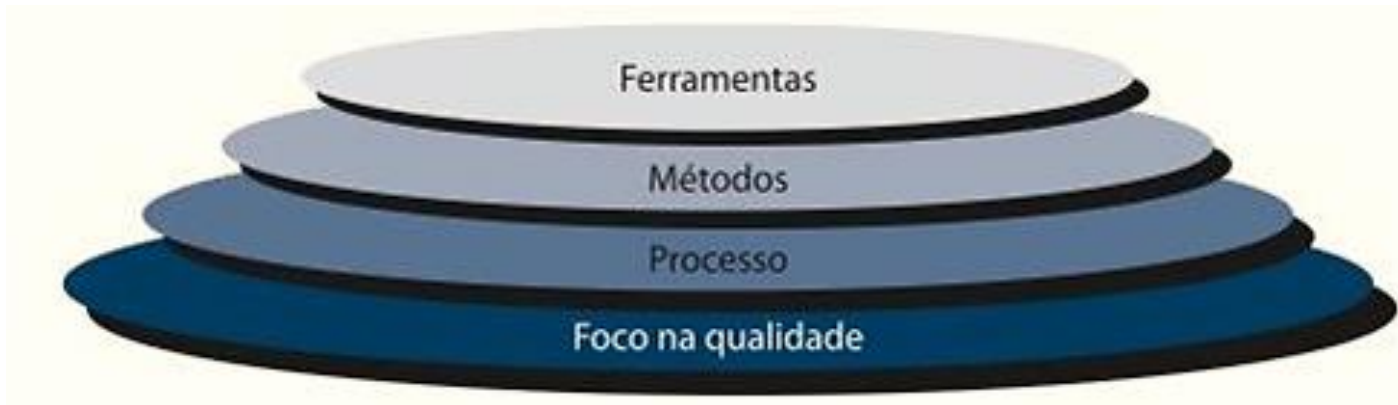 Ferramentas
Métodos
Processo
Foco na qualidade